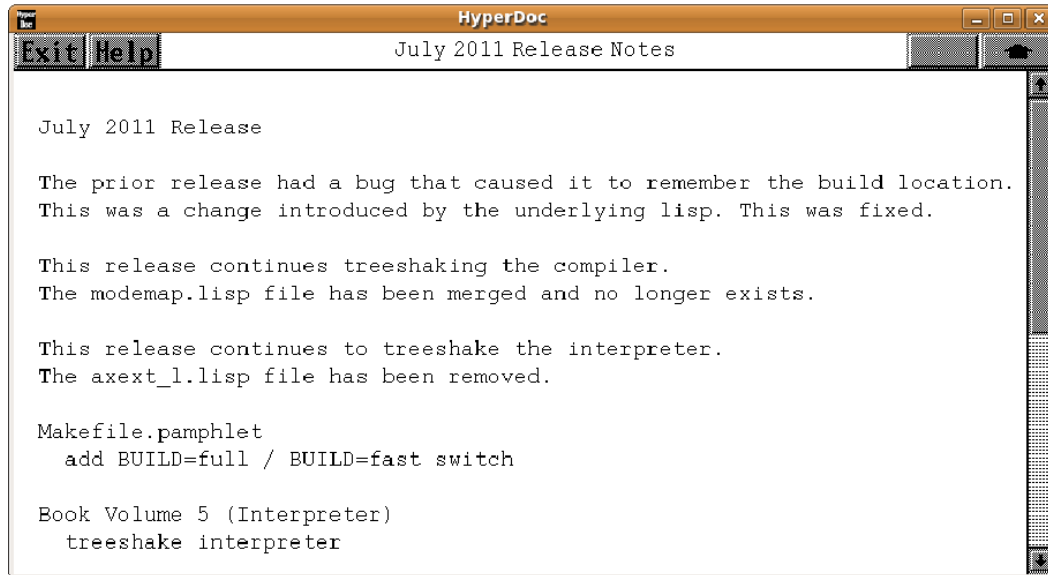 Hyper Doc
HyperDoc
Exit Help
July 2011 Release Notes
July 2011 Release
The prior release had a bug that caused it to remember the build location.
This was a change introduced by the underlying lisp. This was fixed.
This release continues treeshaking the compiler.
The modemap.lisp file has been merged and no longer exists.
This release continues to treeshake the interpreter.
The axext_l.lisp file has been removed.
Makefile.pamphlet
add BUILD=full / BUILD=fast switch
Book Volume 5 (Interpreter)
treeshake interpreter